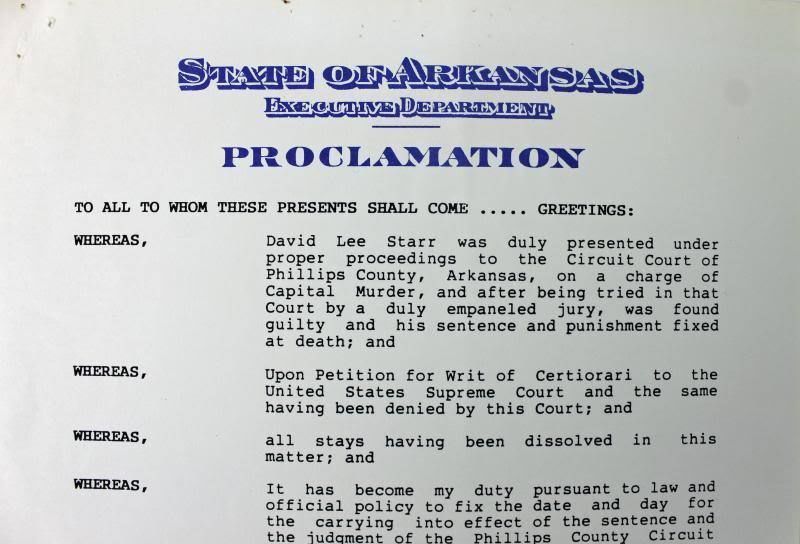 STATE OF ARKANSAS
EXECUTIVE DEPARTMENT
PROCLAMATION
TO ALL TO WHOM THESE PRESENTS SHALL COME ..... GREETINGS:
WHEREAS, David Lee Starr was duly presented under
proper proceedings to the Circuit Court of
Phillips County, Arkansas, on a charge of
Capital Murder, and after being tried in that
Court by a duly empaneled jury, was found
guilty and his sentence and punishment fixed
at death; and
WHEREAS, Upon Petition for Writ of Certiorari to the
United States Supreme Court and the same
having been denied by this Court; and
WHEREAS, all stays having been dissolved in this
matter; and
WHEREAS, It has become my duty pursuant to law and
official policy to fix the date and day for
the carrying into effect of the sentence and
the judgment of the Phillips County Circuit